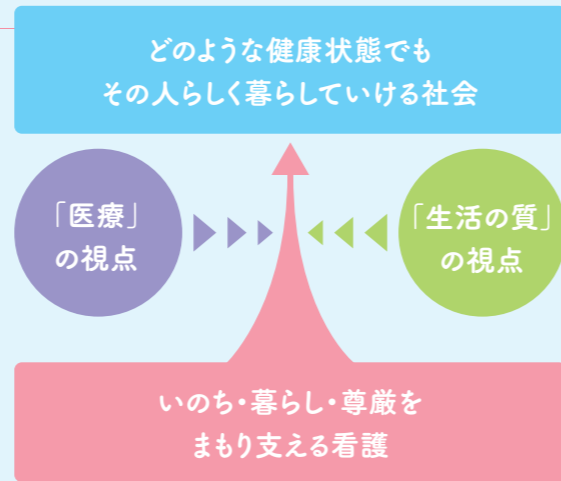 どのような健康状態でも
その人らしく暮らしていける社会
「医療」
の視点
「生活の質」
の視点
いのち・暮らし・尊厳を
まもり支える看護